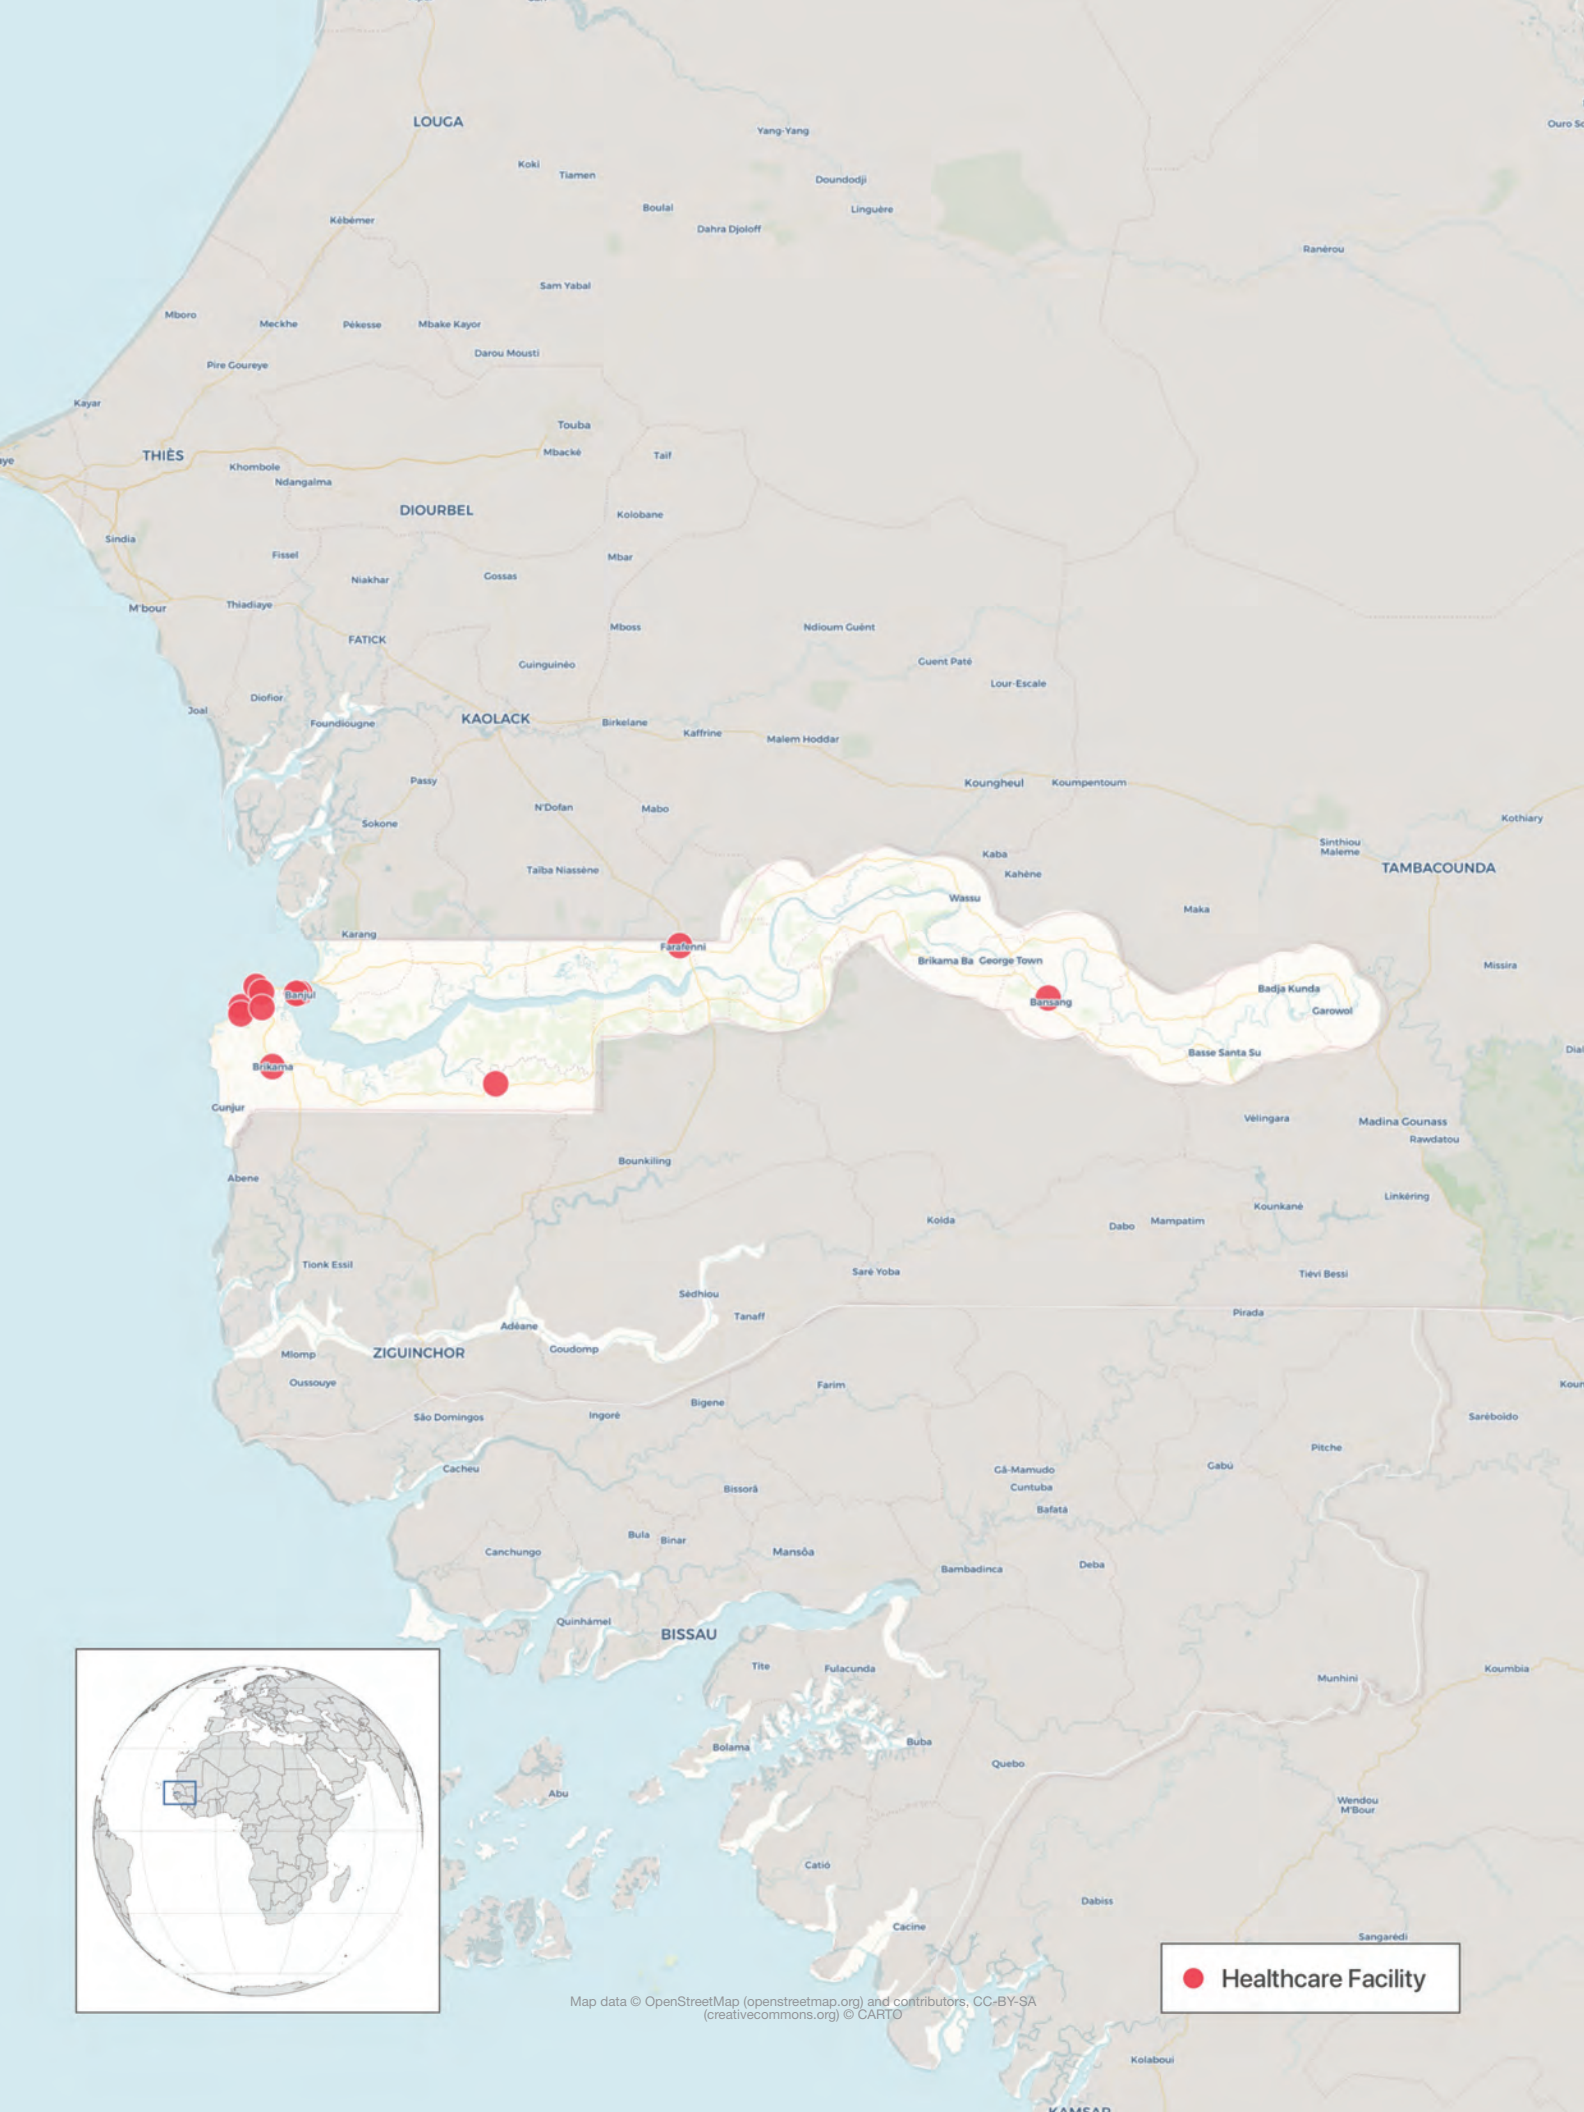 LOUGA
Yang-Yang
Koki
Tiamen
Doundodji
Boulal
Linguère
Dahra Djoloff
Kébémer
Ranérou
Sam Yabal
Mboro
Meckhe
Pékesse
Mbake Kayor
Darou Mousti
Pire Goureye
Kayar
Touba
THIÈS
Mbacké
Taif
Khombole
Ndangalma
DIOURBEL
Kolobane
Sindia
Fissel
Mbar
Niakhar
Gossas
M'bour
Thiadiaye
FATICK
Mboss
Ndioum Guènt
Guinguinéo
Guent Paté
Lour-Escale
Diofior
Joal
Foundiougne
KAOLACK
Birkelane
Kaffrine
Malem Hoddar
Passy
Koungheul
Koumpentoum
N'Dofan
Mabo
Sokone
Kothiary
Sinthiou
Maleme
Kaba
Taïba Niassène
Kahène
TAMBACOUNDA
Wassu
Maka
Karang
Farafenni
Brikama Ba
George Town
Missira
Banjul
Bansang
Badja Kunda
Garowol
Basse Santa Su
Brikama
Gunjur
Vélingara
Madina Gounass
Rawdatou
Bounkiling
Abene
Linkéring
Kounkané
Kolda
Dabo
Mampatim
Tionk Essil
Saré Yoba
Tiévi Bessi
Sédhiou
Tanaff
Pirada
Adéane
Goudomp
Mlomp
ZIGUINCHOR
Oussouye
Farim
Bigene
São Domingos
Ingoré
Saréboïdo
Pitche
Cacheu
Gã-Mamudo
Gabú
Cuntuba
Bissorã
Bafatá
Bula
Binar
Canchungo
Mansôa
Bambadinca
Deba
Quinhámel
BISSAU
Tite
Fulacunda
Munhini
Koumbia
Bolama
Buba
Quebo
Abu
Wendou
M'Bour
Catió
Dabiss
Cacine
Sangarédi
Healthcare Facility
Map data © OpenStreetMap (openstreetmap.org) and contributors, CC-BY-SA
(creativecommons.org) © CARTO
Kolaboui
KAMSAR